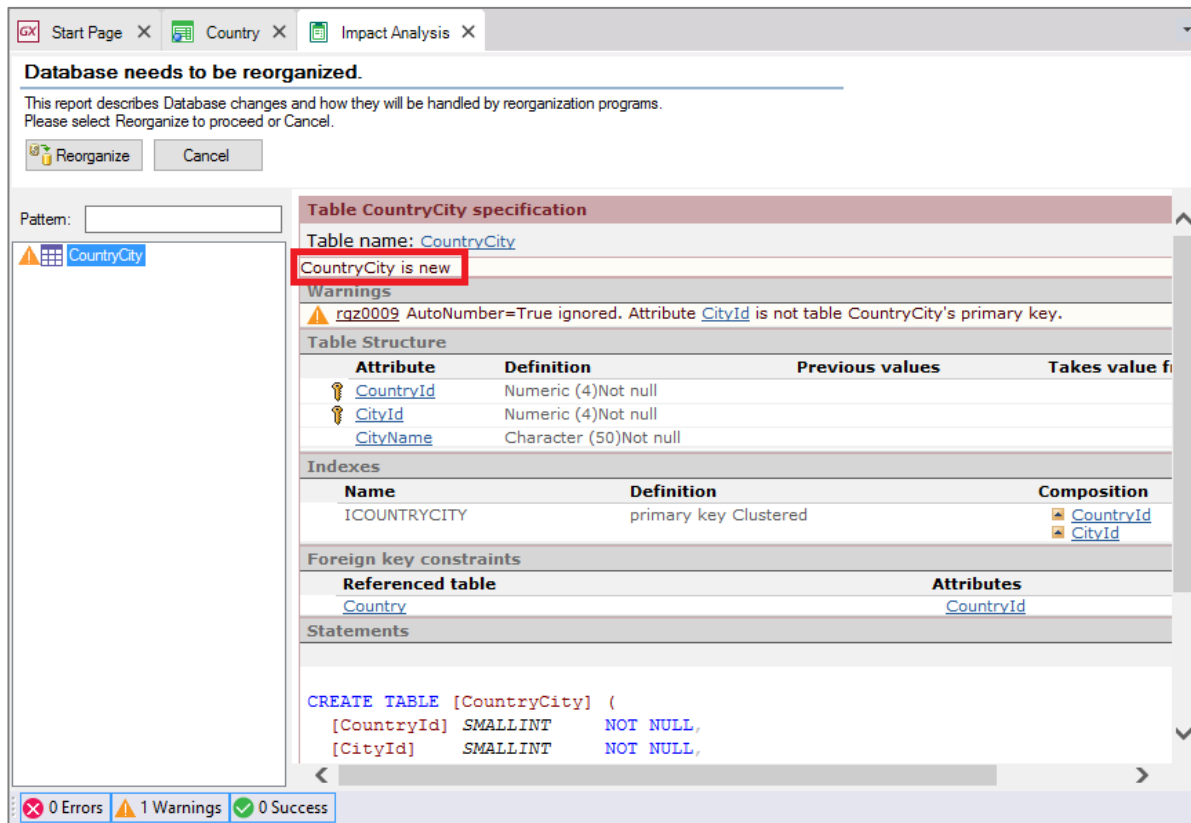 GX Start Page Country Impact Analysis
Database needs to be reorganized.
This report describes Database changes and how they will be handled by reorganization programs.
Please select Reorganize to proceed or Cancel.
Reorganize Cancel
Pattern:
CountryCity
Table CountryCity specification
Table name: CountryCity
CountryCity is new
Warnings
rgz0009 AutoNumber=True ignored. Attribute CityId is not table CountryCity's primary key.
Table Structure
Attribute Definition Previous values Takes value f
CountryId Numeric (4)Not null
CityId Numeric (4)Not null
CityName Character (50)Not null
Indexes
Name Definition Composition
ICOUNTRYCITY primary key Clustered CountryId
CityId
Foreign key constraints
Referenced table Attributes
Country CountryId
Statements
CREATE TABLE [CountryCity] (
[CountryId] SMALLINT NOT NULL,
[CityId] SMALLINT NOT NULL,
0 Errors 1 Warnings 0 Success